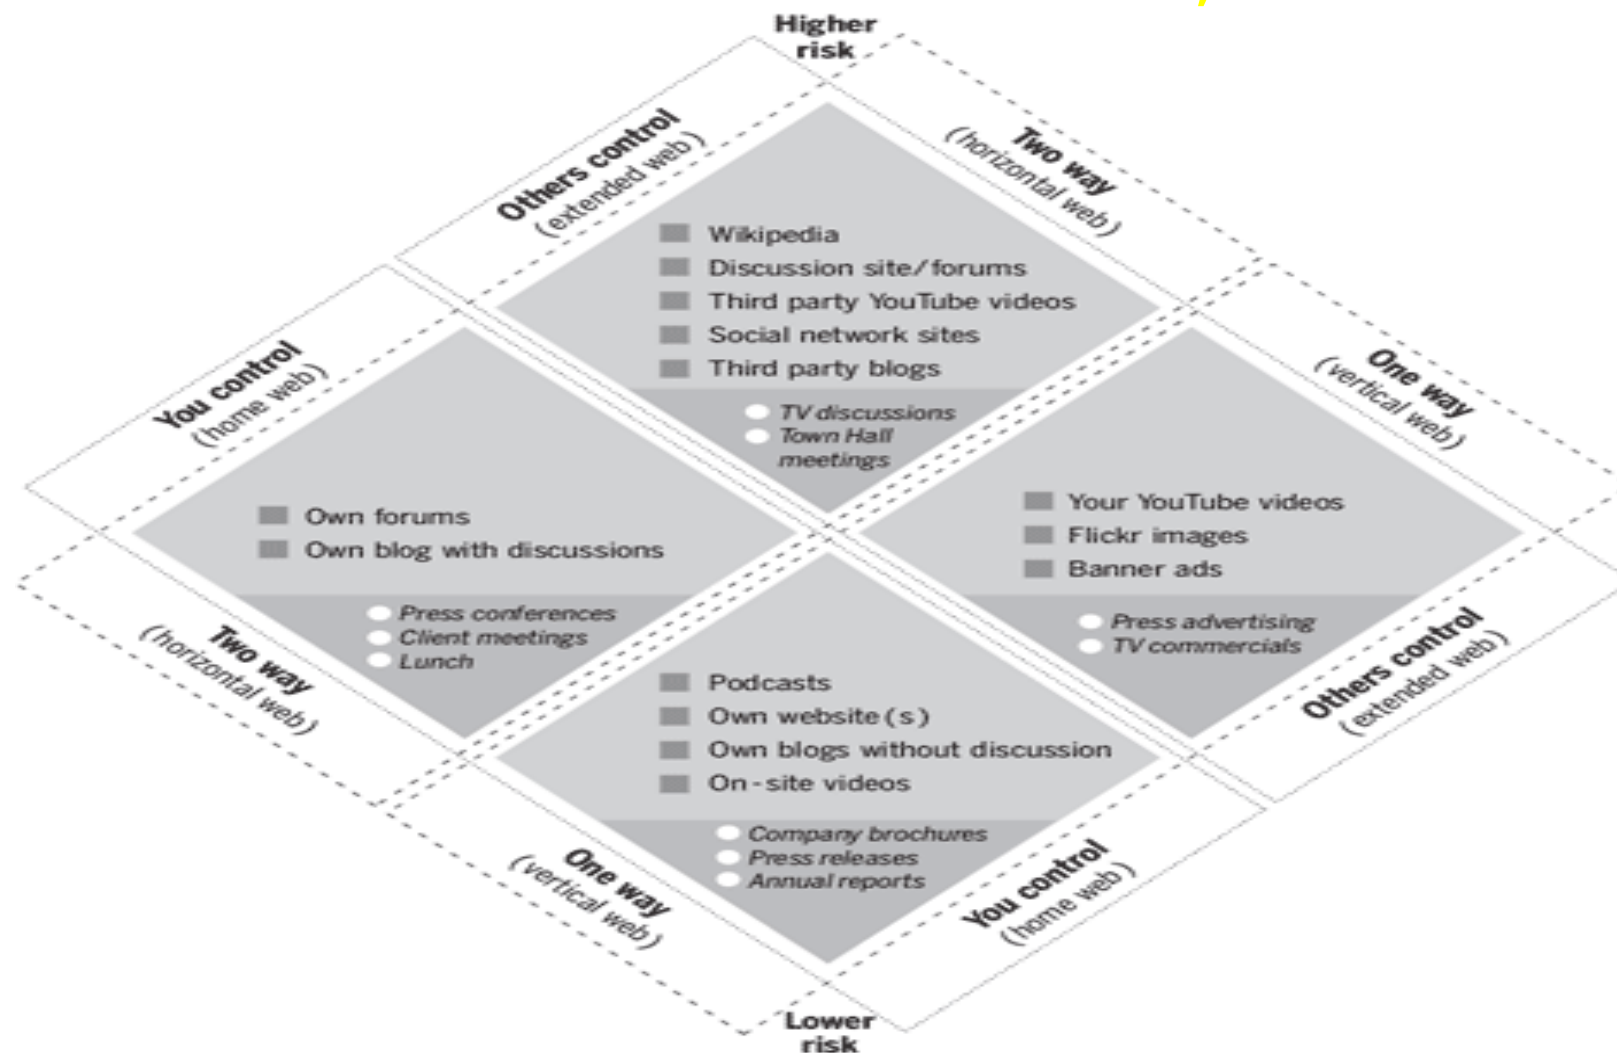 Higher
risk
Others control
(extended web)
Two way
(horizontal web)
Wikipedia
Discussion site/forums
Third party YouTube videos
Social network sites
Third party blogs
TV discussions
Town Hall
meetings
You control
(home web)
One way
(vertical web)
Own forums
Own blog with discussions
Press conferences
Client meetings
Lunch
Your YouTube videos
Flickr images
Banner ads
Press advertising
TV commercials
Two way
(horizontal web)
Others control
(extended web)
Podcasts
Own website(s)
Own blogs without discussion
On-site videos
Company brochures
Press releases
Annual reports
One way
(vertical web)
You control
(home web)
Lower
risk